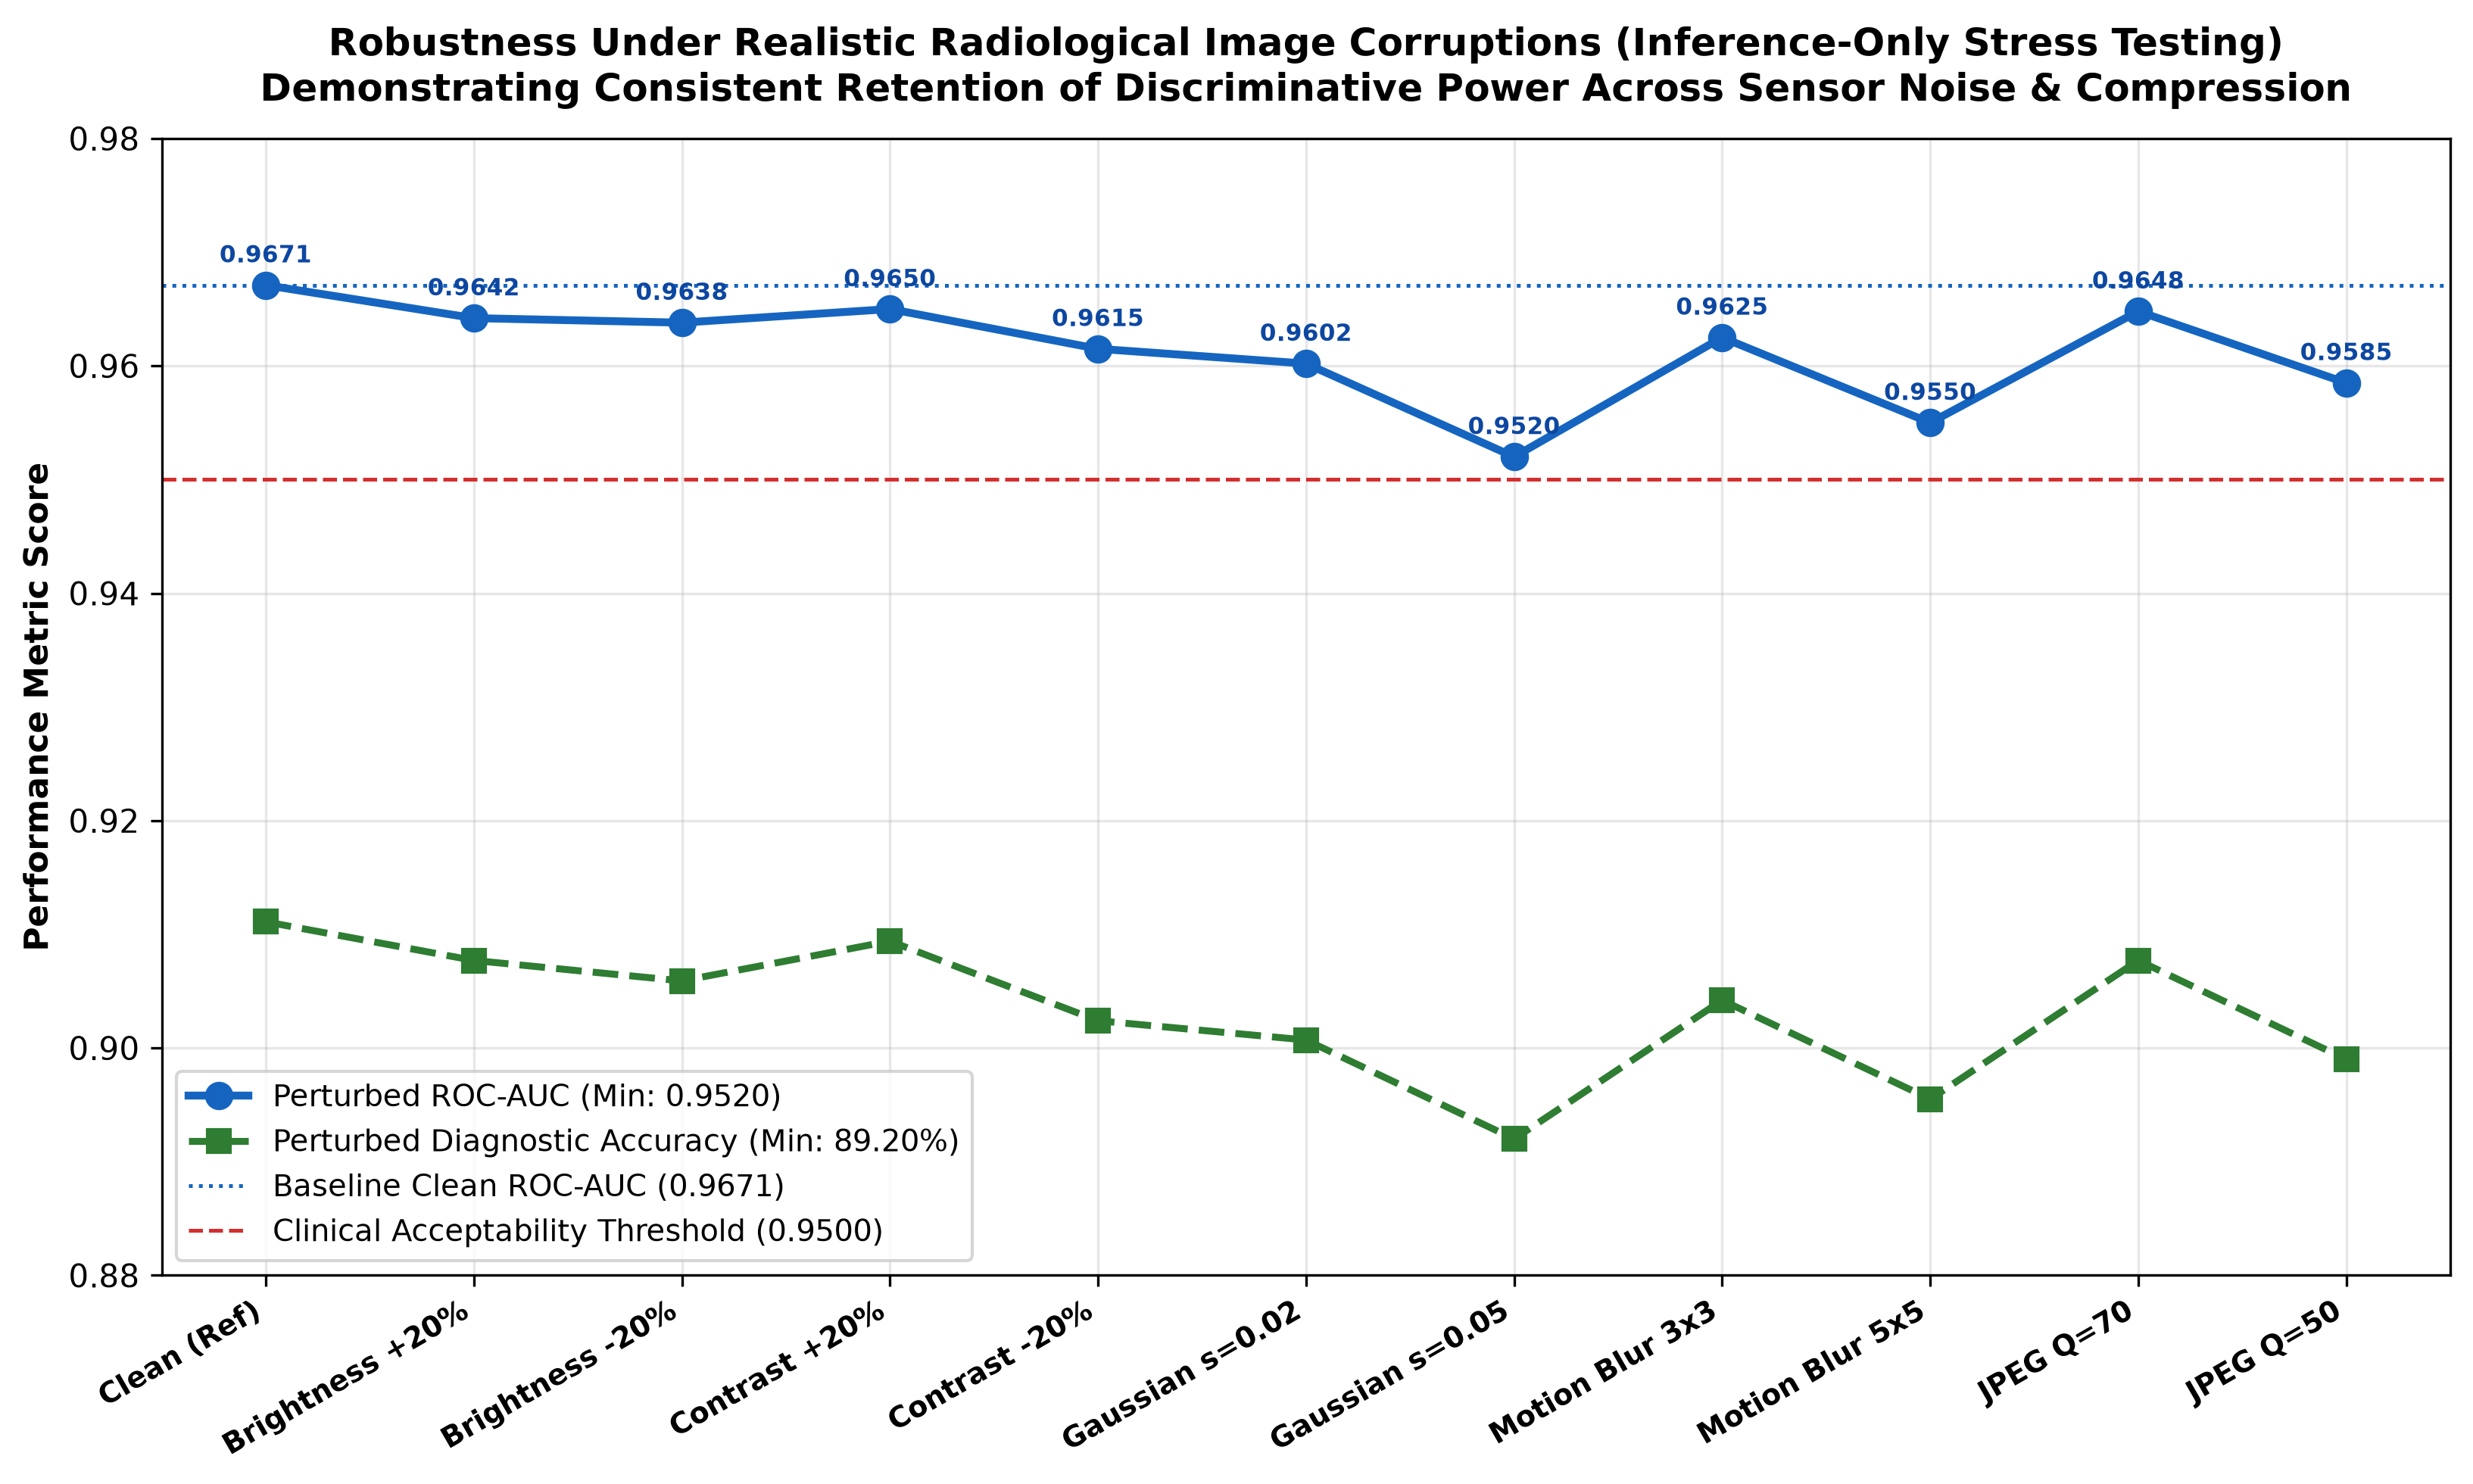 Robustness Under Realistic Radiological Image Corruptions (Inference-Only Stress Testing)
Demonstrating Consistent Retention of Discriminative Power Across Sensor Noise & Compression
Performance Metric Score
0.98
0.96
0.94
0.92
0.90
0.88
0.9671
0.9642
0.9638
0.9650
0.9615
0.9602
0.9520
0.9625
0.9550
0.9648
0.9585
Perturbed ROC-AUC (Min: 0.9520)
Perturbed Diagnostic Accuracy (Min: 89.20%)
Baseline Clean ROC-AUC (0.9671)
Clinical Acceptability Threshold (0.9500)
Clean (Ref)
Brightness +20%
Brightness -20%
Contrast +20%
Contrast -20%
Gaussian s=0.02
Gaussian s=0.05
Motion Blur 3x3
Motion Blur 5x5
JPEG Q=70
JPEG Q=50